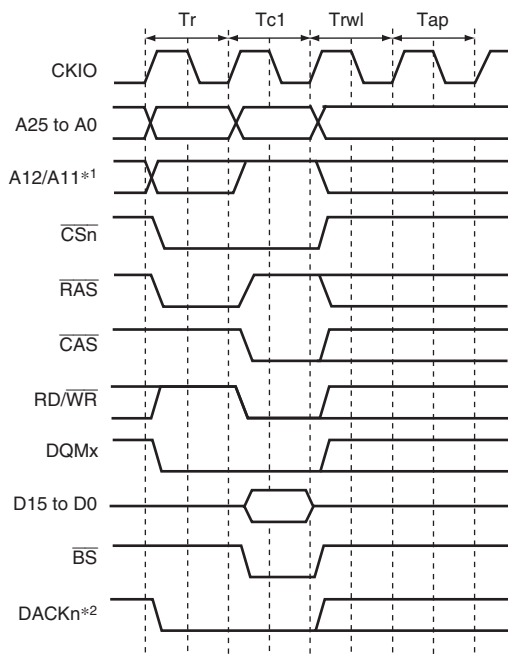 Tr Tc1 Trwl Tap
CKIO
A25 to A0
A12/A11*1
CSn
RAS
CAS
RD/WR
DQMx
D15 to D0
BS
DACKn*2